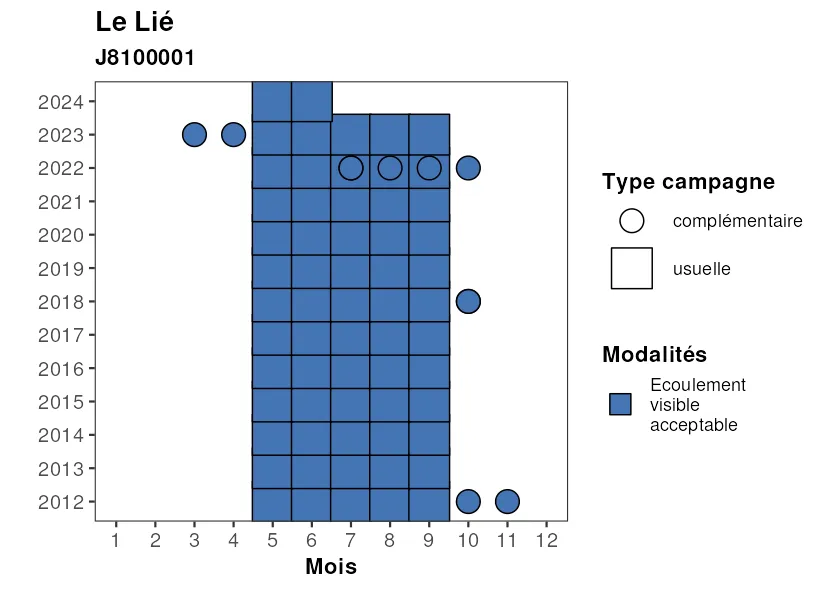 Le Lié
J8100001
2024
2023
2022
2021
2020
2019
2018
2017
2016
2015
2014
2013
2012
1 2 3 4 5 6 7 8 9 10 11 12
Mois
Type campagne
complémentaire
usuelle
Modalités
Ecoulement
visible
acceptable